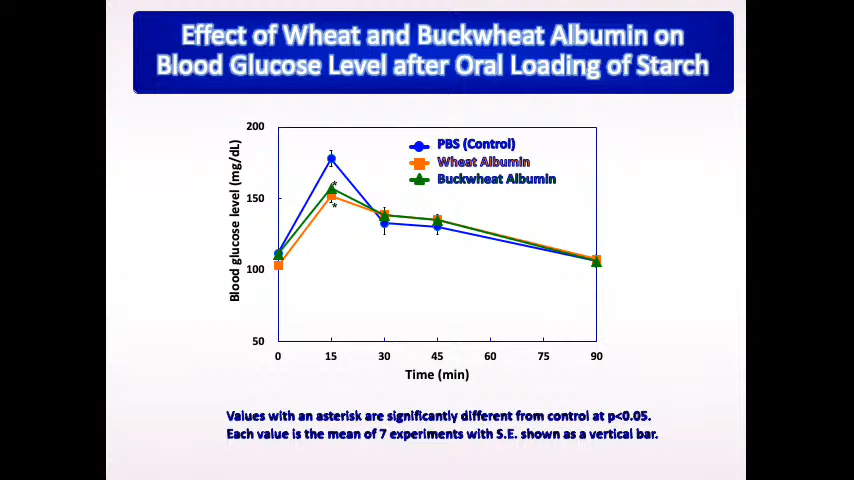 Effect of Wheat and Buckwheat Albumin on
Blood Glucose Level after Oral Loading of Starch
200
150
100
50
Blood glucose level (mg/dL)
PBS (Control)
Wheat Albumin
Buckwheat Albumin
*
*
0 15 30 45 60 75 90
Time (min)
Values with an asterisk are significantly different from control at p<0.05.
Each value is the mean of 7 experiments with S.E. shown as a vertical bar.